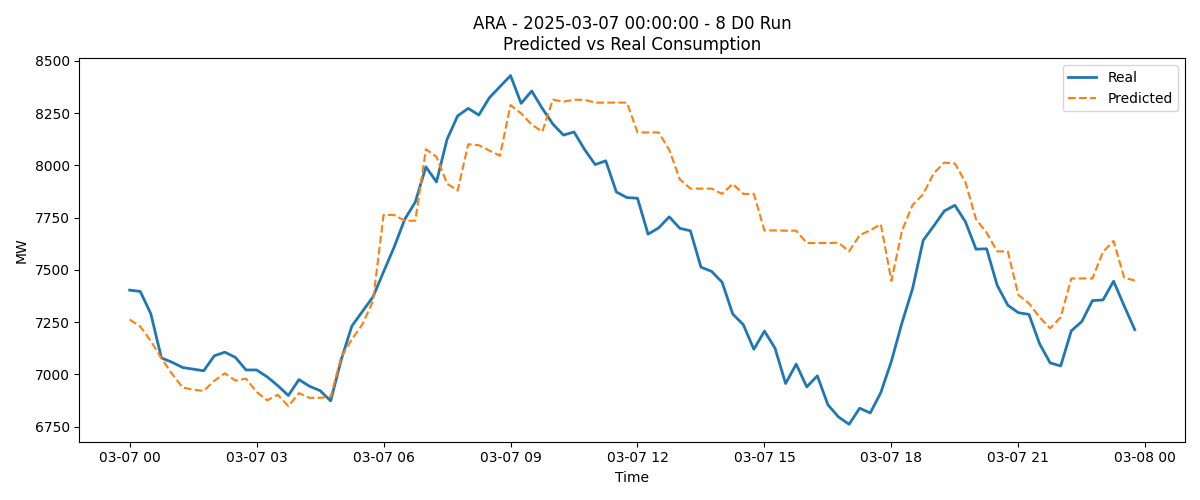 ARA - 2025-03-07 00:00:00 - 8 D0 Run
Predicted vs Real Consumption
8500
8250
8000
7750
7500
7250
7000
6750
MW
Real
Predicted
03-07 00
03-07 03
03-07 06
03-07 09
03-07 12
03-07 15
03-07 18
03-07 21
03-08 00
Time